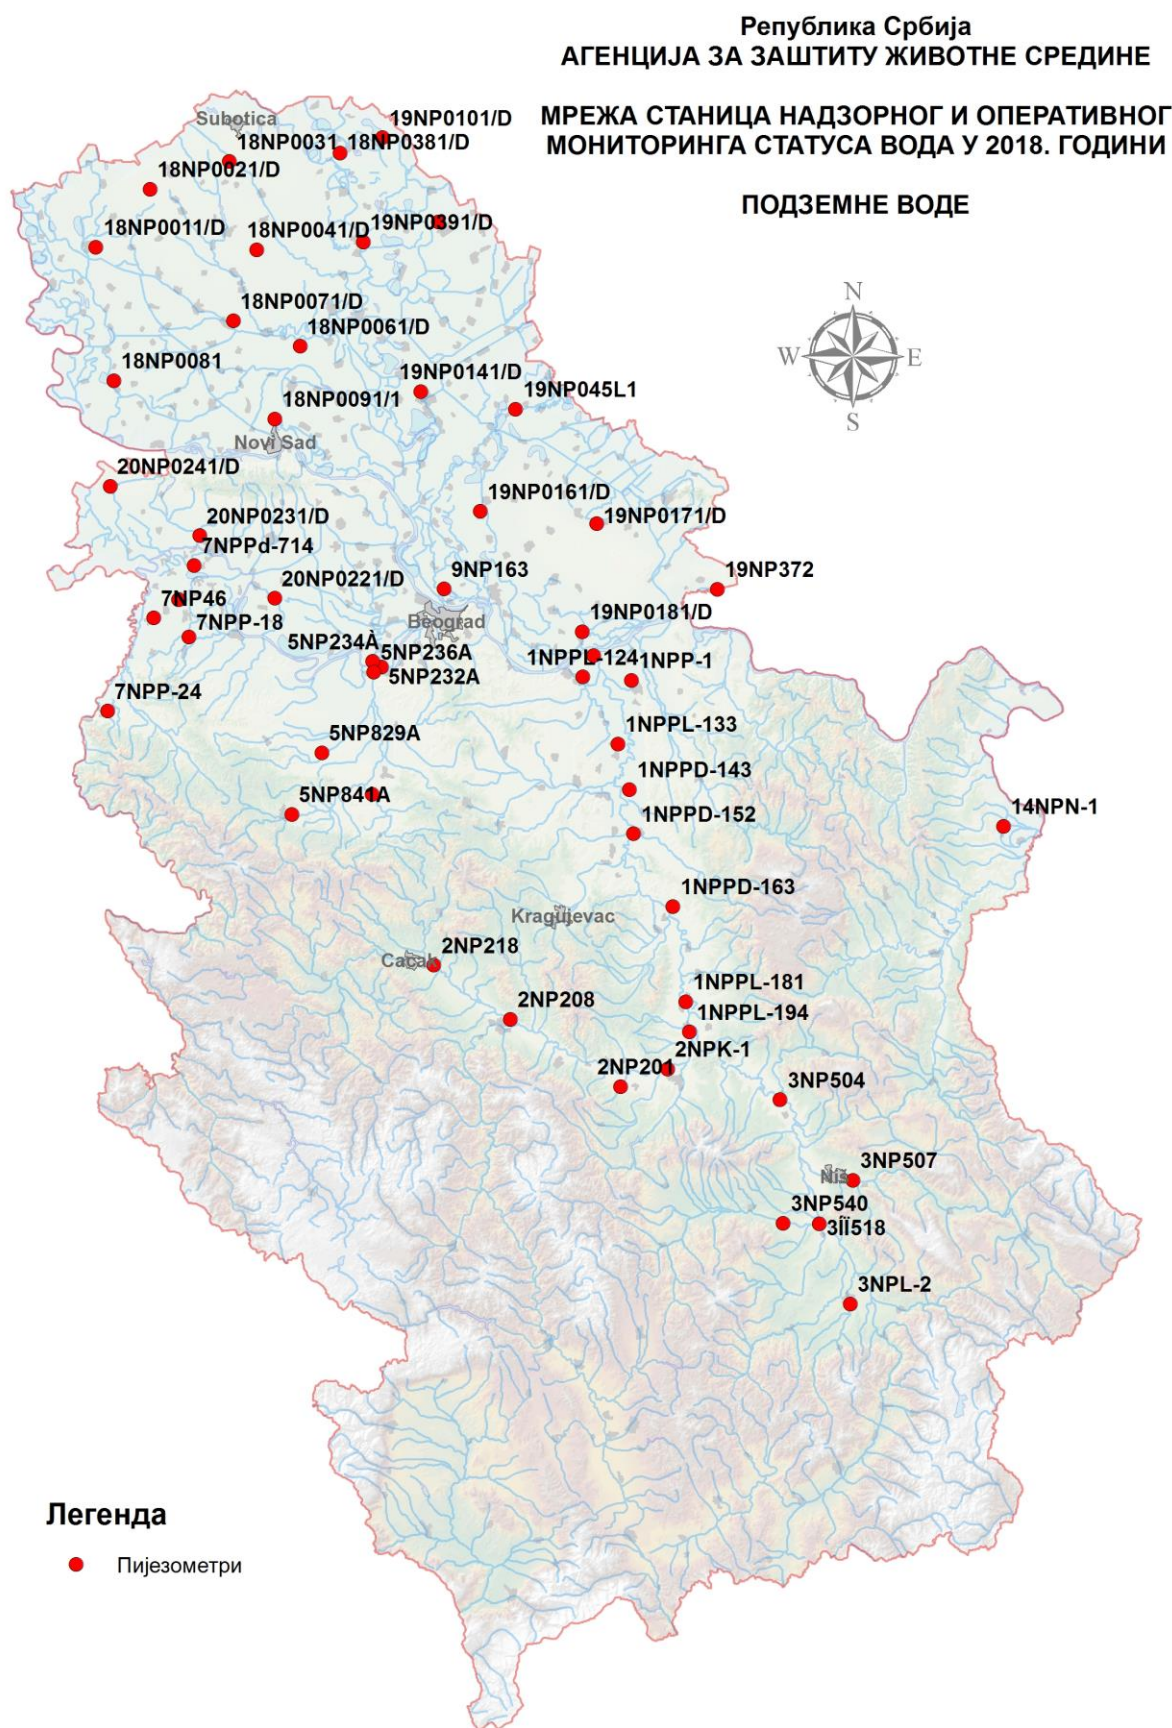 Република Србија
АГЕНЦИЈА ЗА ЗАШТИТУ ЖИВОТНЕ СРЕДИНЕ
МРЕЖА СТАНИЦА НАДЗОРНОГ И ОПЕРАТИВНОГ
МОНИТОРИНГА СТАТУСА ВОДА У 2018. ГОДИНИ
ПОДЗЕМНЕ ВОДЕ
N
W
E
S
Subotica
19NP0101/D
18NP0031
18NP0381/D
18NP0021/D
18NP0011/D
18NP0041/D
19NP0391/D
18NP0071/D
18NP0061/D
18NP0081
19NP0141/D
19NP045L1
18NP0091/1
Novi Sad
20NP0241/D
19NP0161/D
19NP0171/D
20NP0231/D
7NPPd-714
9NP163
19NP372
20NP0221/D
7NP46
7NPP-18
Beograd
19NP0181/D
5NP234À
5NP236A
5NP232A
1NPPL-124
1NPP-1
7NPP-24
5NP829A
1NPPL-133
1NPPD-143
5NP841A
1NPPD-152
14NPN-1
1NPPD-163
Kragujevac
2NP218
Cacak
1NPPL-181
2NP208
1NPPL-194
2NPK-1
2NP201
3NP504
3NP507
Niš
3NP540
3ÏÏ518
3NPL-2
Легенда
Пијезометри